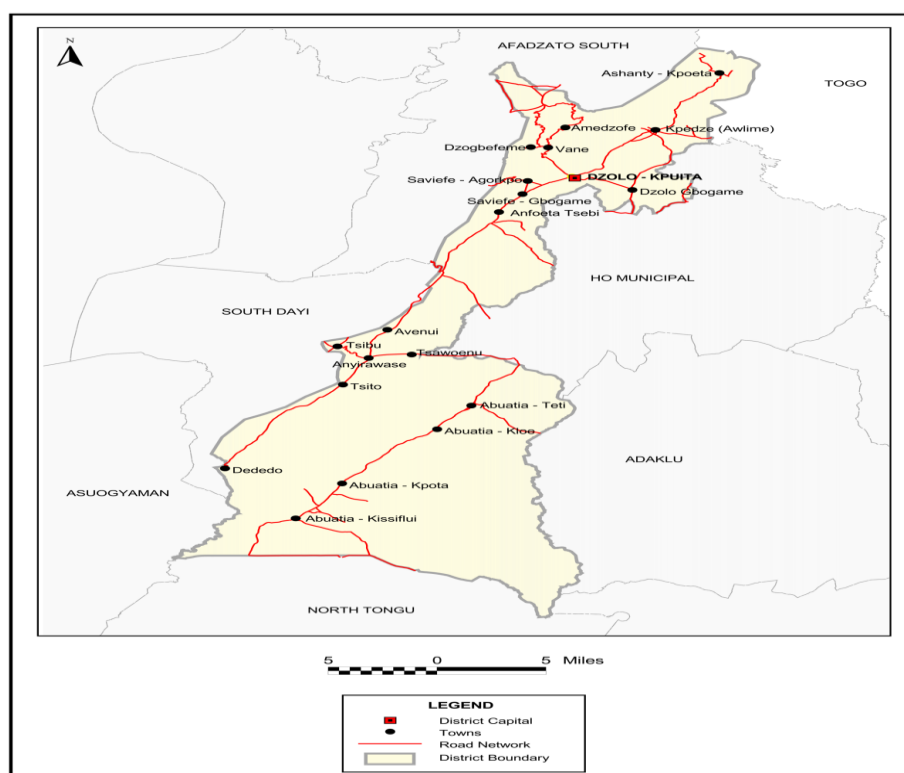 N
AFADZATO SOUTH
Ashanty - Kpoeta
TOGO
Amedzofe
Kpedze (Awlime)
Dzogbefeme
Vane
DZOLO - KPUITA
Saviefe - Agorkpo
Dzolo Gbogame
Saviefe - Gbogame
Anfoeta Tsebi
HO MUNICIPAL
SOUTH DAYI
Avenui
Tsibu
Tsawoenu
Anyirawase
Tsito
Abuatia - Teti
Abuatia - Kloe
ADAKLU
Dededo
Abuatia - Kpota
ASUOGYAMAN
Abuatia - Kissiflui
NORTH TONGU
5 0 5 Miles
LEGEND
District Capital
Towns
Road Network
District Boundary